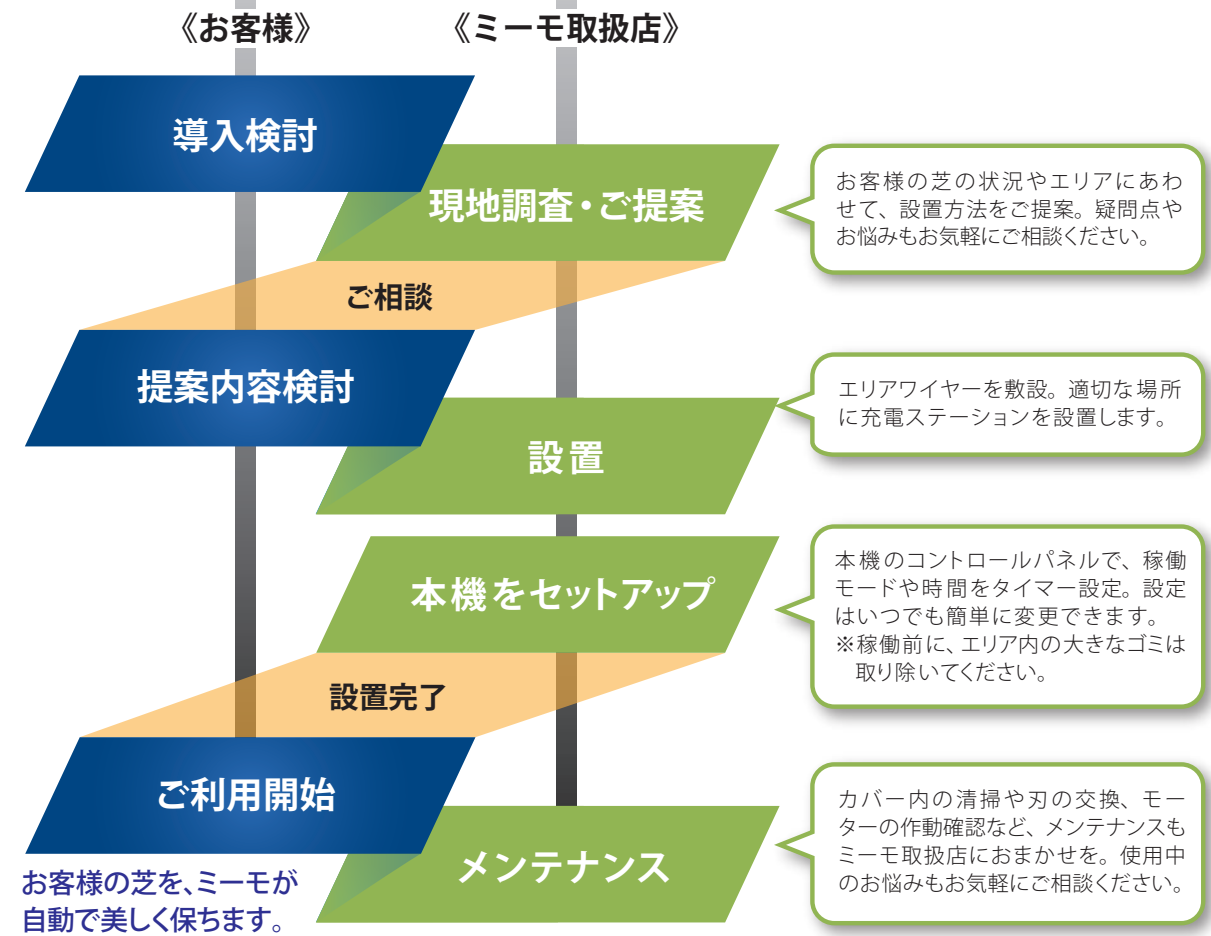 《お客様》
《ミーモ取扱店》
導入検討
現地調査・ご提案
お客様の芝の状況やエリアにあわ
せて、設置方法をご提案。疑問点や
お悩みもお気軽にご相談ください。
ご相談
提案内容検討
設置
エリアワイヤーを敷設。適切な場所
に充電ステーションを設置します。
本機をセットアップ
本機のコントロールパネルで、稼働
モードや時間をタイマー設定。設定
はいつでも簡単に変更できます。
※稼働前に、エリア内の大きなゴミは
取り除いてください。
設置完了
ご利用開始
メンテナンス
カバー内の清掃や刃の交換、モー
ターの作動確認など、メンテナンスも
ミーモ取扱店におまかせを。使用中
のお悩みもお気軽にご相談ください。
お客様の芝を、ミーモが
自動で美しく保ちます。